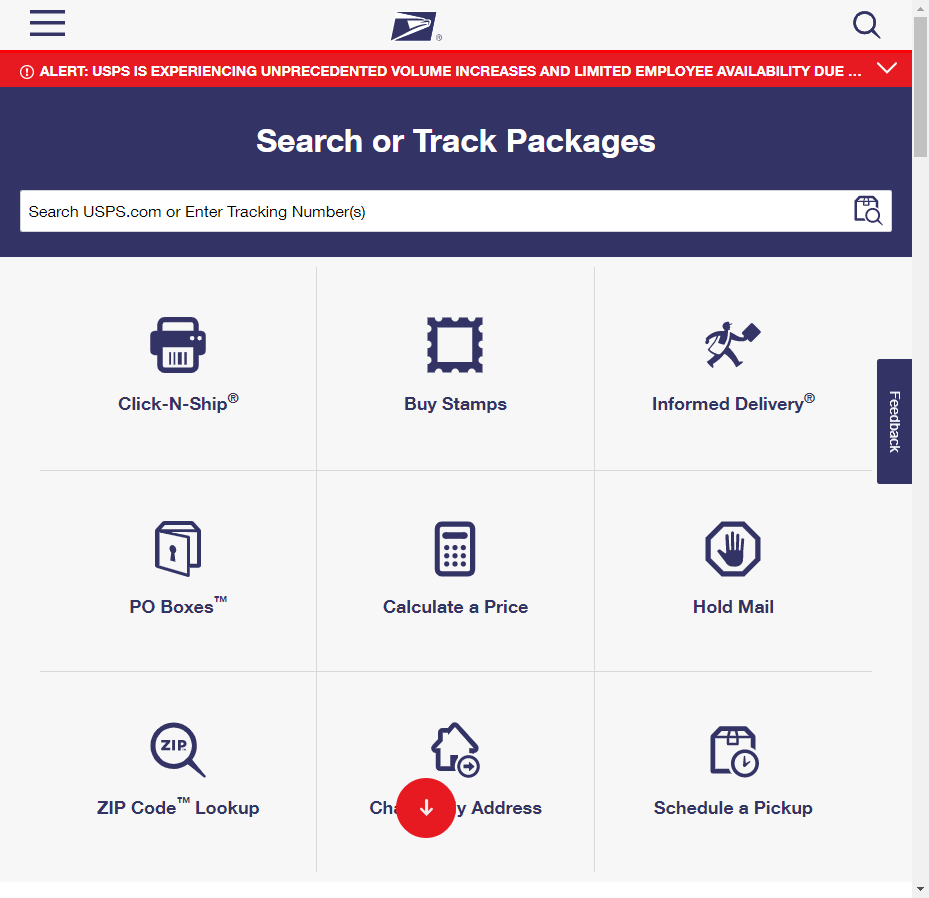 ®
ALERT: USPS IS EXPERIENCING UNPRECEDENTED VOLUME INCREASES AND LIMITED EMPLOYEE AVAILABILITY DUE ...
Search or Track Packages
Search USPS.com or Enter Tracking Number(s)
Click-N-Ship®
Buy Stamps
Informed Delivery®
Feedback
PO Boxes™
Calculate a Price
Hold Mail
ZIP
ZIP Code™ Lookup
Cha y Address
Schedule a Pickup